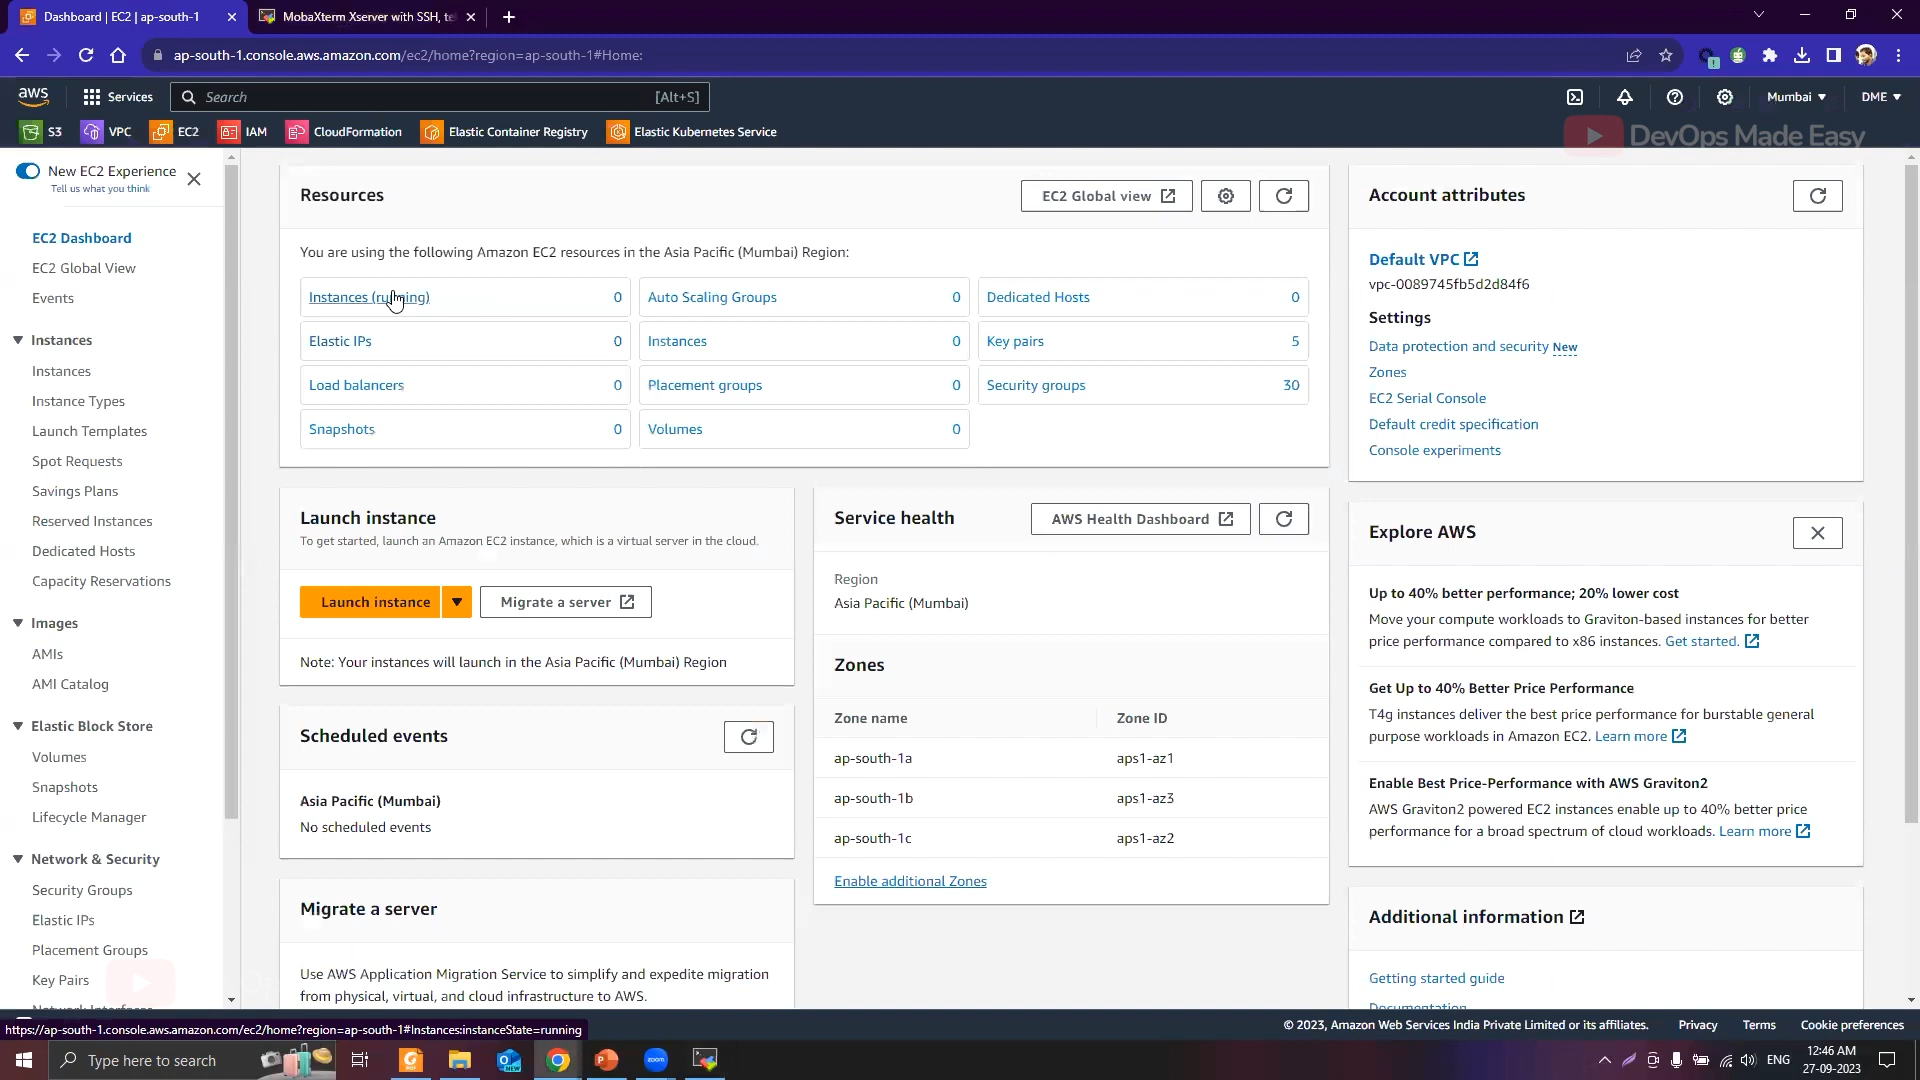 Dashboard | EC2 | ap-south-1
MobaXterm Xserver with SSH, te
ap-south-1.console.aws.amazon.com/ec2/home?region=ap-south-1#Home:
aws
Services
Search
[Alt+S]
Mumbai
DME
S3
VPC
EC2
IAM
CloudFormation
Elastic Container Registry
Elastic Kubernetes Service
DevOps Made Easy
New EC2 Experience
Tell us what you think
EC2 Dashboard
EC2 Global View
Events
Instances
Instances
Instance Types
Launch Templates
Spot Requests
Savings Plans
Reserved Instances
Dedicated Hosts
Capacity Reservations
Images
AMIs
AMI Catalog
Elastic Block Store
Volumes
Snapshots
Lifecycle Manager
Network & Security
Security Groups
Elastic IPs
Placement Groups
Key Pairs
Network Interfaces
Resources
EC2 Global view
You are using the following Amazon EC2 resources in the Asia Pacific (Mumbai) Region:
Instances (running) 0
Auto Scaling Groups 0
Dedicated Hosts 0
Elastic IPs 0
Instances 0
Key pairs 5
Load balancers 0
Placement groups 0
Security groups 30
Snapshots 0
Volumes 0
Launch instance
To get started, launch an Amazon EC2 instance, which is a virtual server in the cloud.
Launch instance
Migrate a server
Note: Your instances will launch in the Asia Pacific (Mumbai) Region
Scheduled events
Asia Pacific (Mumbai)
No scheduled events
Migrate a server
Use AWS Application Migration Service to simplify and expedite migration
from physical, virtual, and cloud infrastructure to AWS.
Service health
AWS Health Dashboard
Region
Asia Pacific (Mumbai)
Zones
Zone name Zone ID
ap-south-1a aps1-az1
ap-south-1b aps1-az3
ap-south-1c aps1-az2
Enable additional Zones
Account attributes
Default VPC
vpc-0089745fb5d2d84f6
Settings
Data protection and security New
Zones
EC2 Serial Console
Default credit specification
Console experiments
Explore AWS
Up to 40% better performance; 20% lower cost
Move your compute workloads to Graviton-based instances for better
price performance compared to x86 instances. Get started.
Get Up to 40% Better Price Performance
T4g instances deliver the best price performance for burstable general
purpose workloads in Amazon EC2. Learn more
Enable Best Price-Performance with AWS Graviton2
AWS Graviton2 powered EC2 instances enable up to 40% better price
performance for a broad spectrum of cloud workloads. Learn more
Additional information
Getting started guide
Documentation
https://ap-south-1.console.aws.amazon.com/ec2/home?region=ap-south-1#Instances:instanceState=running
© 2023, Amazon Web Services India Private Limited or its affiliates.
Privacy
Terms
Cookie preferences
Type here to search
zoom
ENG
12:46 AM
27-09-2023